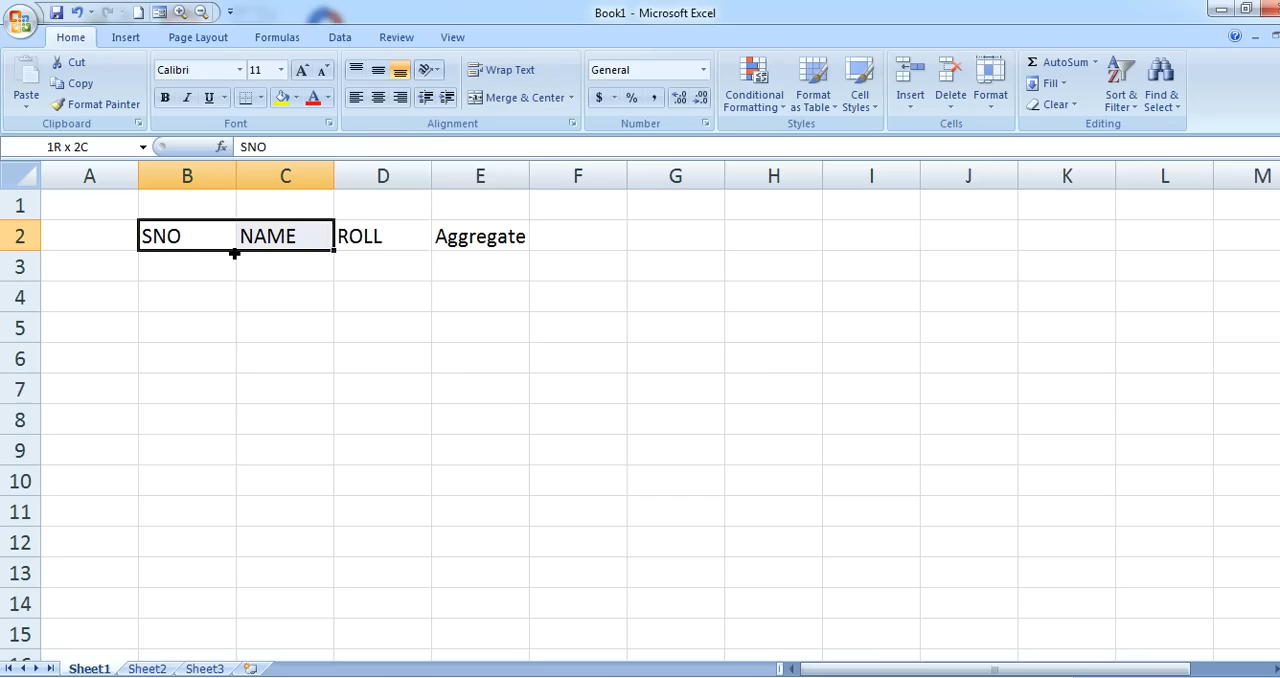 Book1 - Microsoft Excel
Home Insert Page Layout Formulas Data Review View
Paste
Cut
Copy
Format Painter
Clipboard
Calibri 11
B I U
Font
Wrap Text
Merge & Center
Alignment
General
$ % ,
Number
Conditional Formatting
Format as Table
Cell Styles
Styles
Insert Delete Format
Cells
Σ AutoSum
Fill
Clear
Sort & Filter
Find & Select
Editing
1R x 2C fx SNO
A B C D E F G H I J K L M
1
2 SNO NAME ROLL Aggregate
3
4
5
6
7
8
9
10
11
12
13
14
15
Sheet1 Sheet2 Sheet3